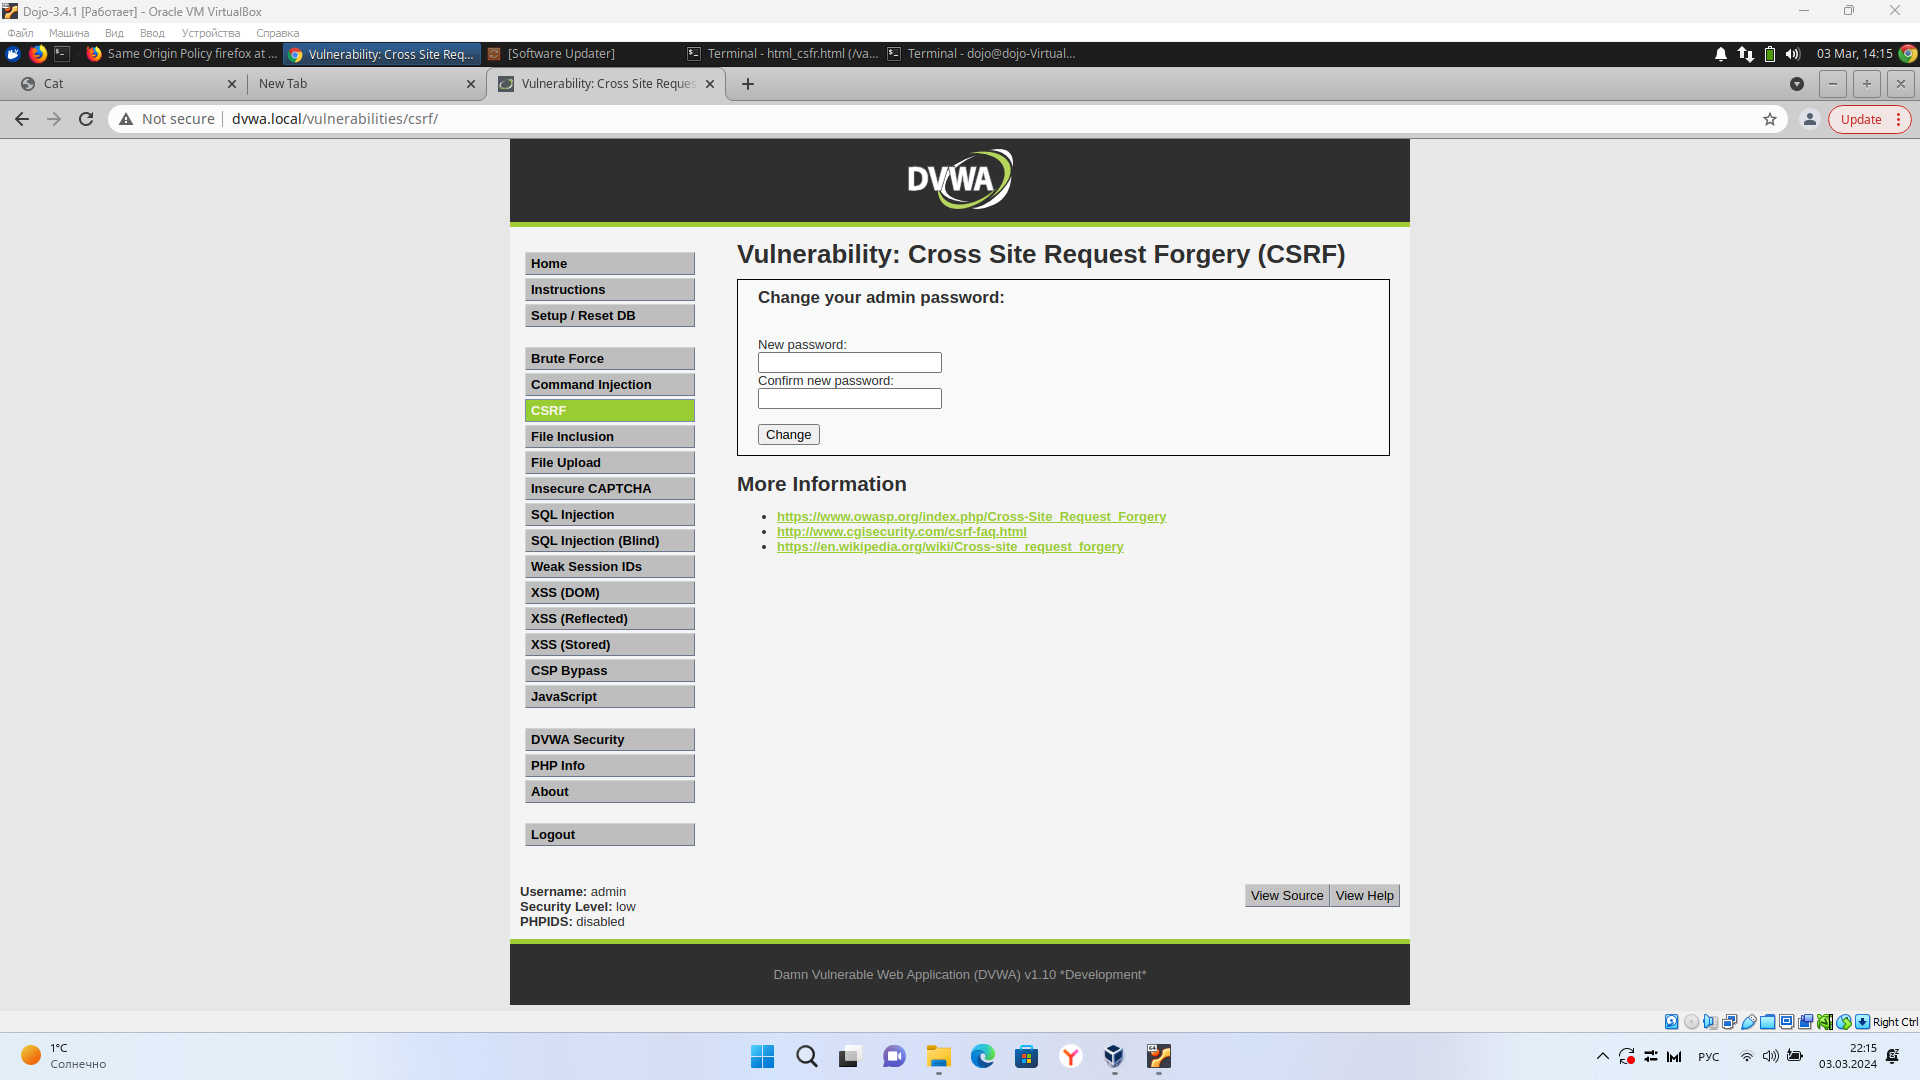 Dojo-3.4.1 [Работает] - Oracle VM VirtualBox
Файл Машина Вид Ввод Устройства Справка
Same Origin Policy firefox at ... Vulnerability: Cross Site Req... [Software Updater] Terminal - html_csfr.html (/va... Terminal - dojo@dojo-Virtual... 03 Mar, 14:15
Cat New Tab Vulnerability: Cross Site Reques
Not secure dvwa.local/vulnerabilities/csrf/ Update
DVWA
Vulnerability: Cross Site Request Forgery (CSRF)
Change your admin password:
New password:
Confirm new password:
Change
More Information
https://www.owasp.org/index.php/Cross-Site_Request_Forgery
http://www.cgisecurity.com/csrf-faq.html
https://en.wikipedia.org/wiki/Cross-site_request_forgery
Home
Instructions
Setup / Reset DB
Brute Force
Command Injection
CSRF
File Inclusion
File Upload
Insecure CAPTCHA
SQL Injection
SQL Injection (Blind)
Weak Session IDs
XSS (DOM)
XSS (Reflected)
XSS (Stored)
CSP Bypass
JavaScript
DVWA Security
PHP Info
About
Logout
Username: admin
Security Level: low
PHPIDS: disabled
View Source View Help
Damn Vulnerable Web Application (DVWA) v1.10 *Development*
Right Ctrl
1°C
Солнечно
РУС
22:15
03.03.2024